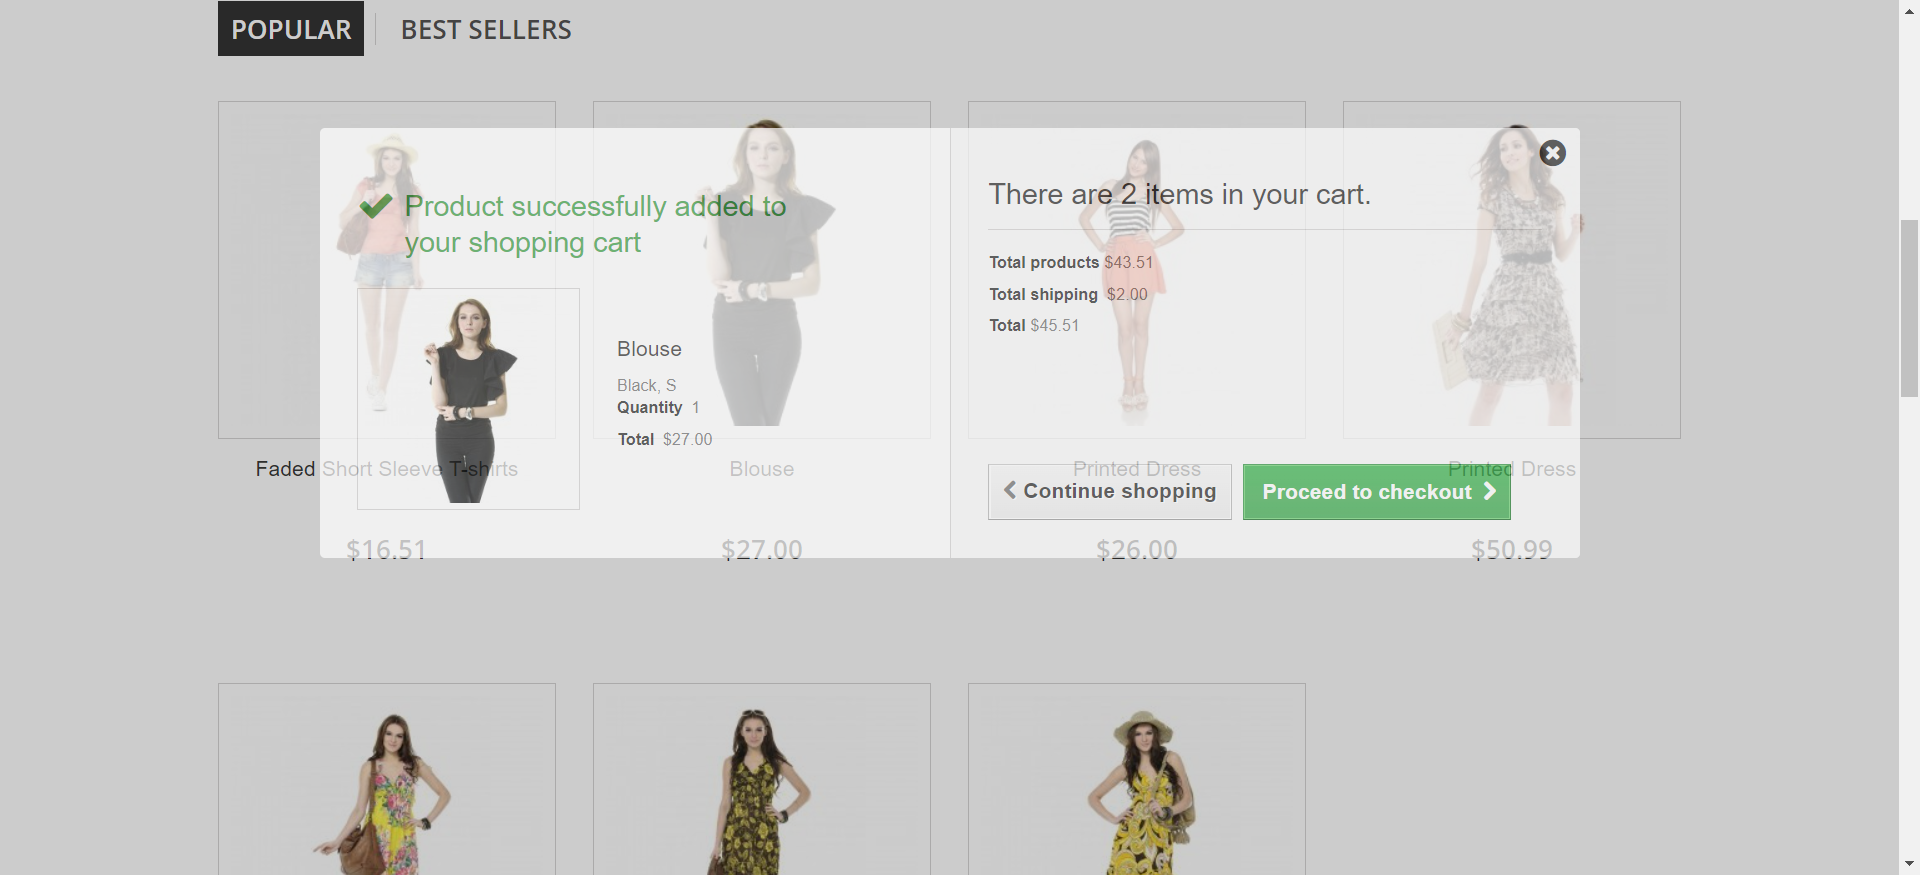 POPULAR
BEST SELLERS
Product successfully added to
your shopping cart
Blouse
Black, S
Quantity 1
Total $27.00
There are 2 items in your cart.
Total products $43.51
Total shipping $2.00
Total $45.51
Continue shopping
Proceed to checkout
Faded Short Sleeve T-shirts
Blouse
Printed Dress
Printed Dress
$16.51
$27.00
$26.00
$50.99